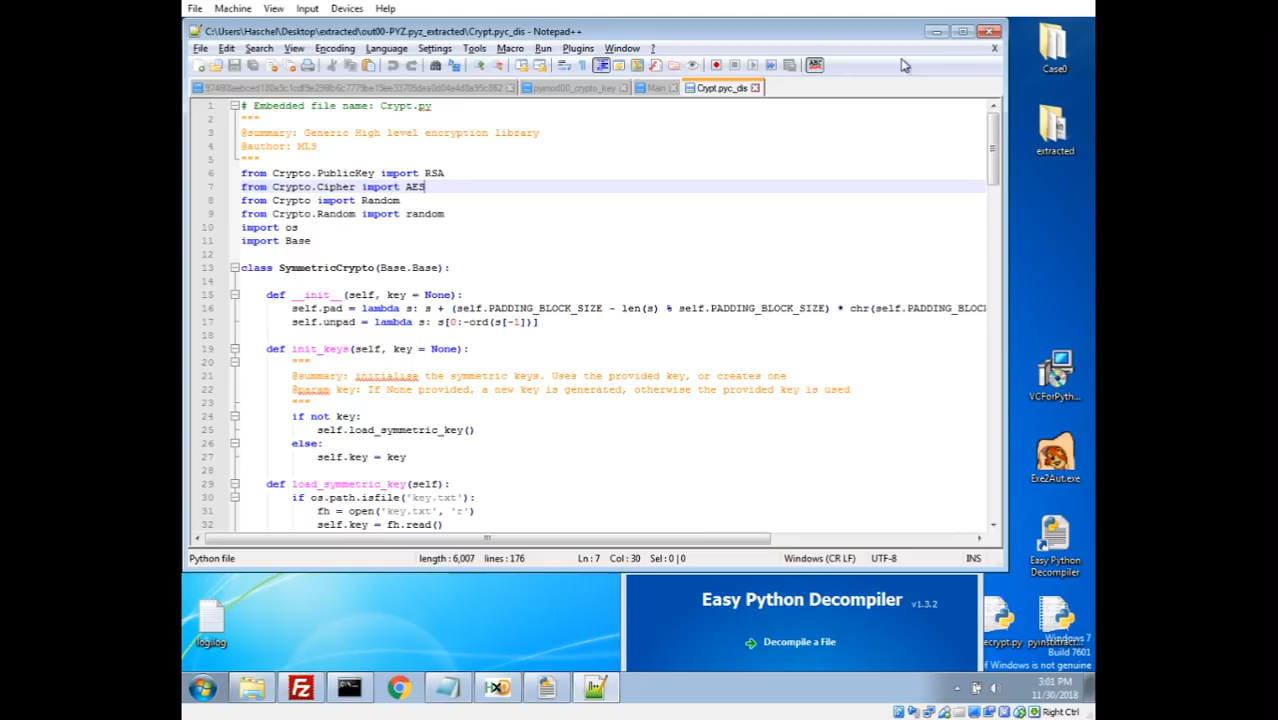 File Machine View Input Devices Help
C:\Users\Haschel\Desktop\extracted\out00-PYZ.pyz_extracted\Crypt.pyc_dis - Notepad++
File Edit Search View Encoding Language Settings Tools Macro Run Plugins Window ? X
pymod00_crypto_key Main Crypt.pyc_dis
1 # Embedded file name: Crypt.py
2 """
3 @summary: Generic High level encryption library
4 @author: MLS
5 """
6 from Crypto.PublicKey import RSA
7 from Crypto.Cipher import AES
8 from Crypto import Random
9 from Crypto.Random import random
10 import os
11 import Base
12
13 class SymmetricCrypto(Base.Base):
14
15 def __init__(self, key = None):
16 self.pad = lambda s: s + (self.PADDING_BLOCK_SIZE - len(s) % self.PADDING_BLOCK_SIZE) * chr(self.PADDING_BLOC
17 self.unpad = lambda s: s[0:-ord(s[-1])]
18
19 def init_keys(self, key = None):
20 """
21 @summary: initialise the symmetric keys. Uses the provided key, or creates one
22 @param key: If None provided, a new key is generated, otherwise the provided key is used
23 """
24 if not key:
25 self.load_symmetric_key()
26 else:
27 self.key = key
28
29 def load_symmetric_key(self):
30 if os.path.isfile('key.txt'):
31 fh = open('key.txt', 'r')
32 self.key = fh.read()
Python file length : 6,007 lines : 176 Ln : 7 Col : 30 Sel : 0 | 0 Windows (CR LF) UTF-8 INS
Case0
extracted
VCForPyth...
Exe2Aut.exe
Easy Python
Decompiler
logilog
Easy Python Decompiler v1.3.2
Decompile a File
ecrypt.py pyinstxtract...
Windows 7
Build 7601
of Windows is not genuine
3:01 PM
11/30/2018
Right Ctrl